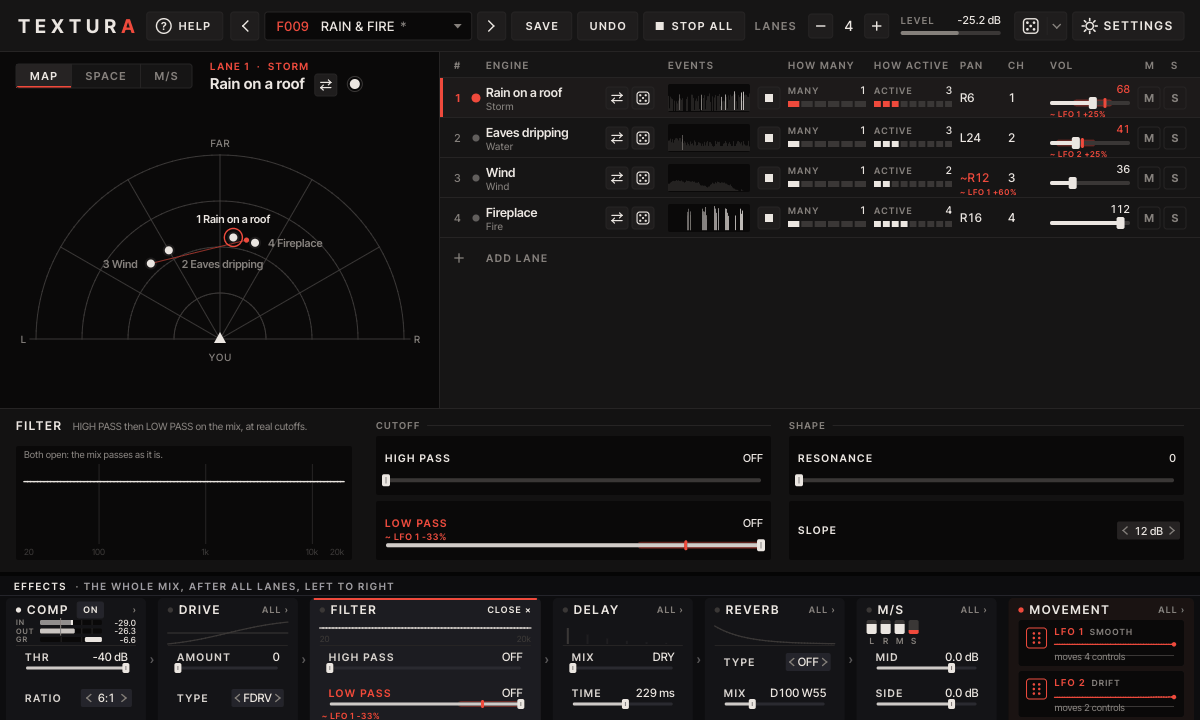 TEXTURA HELP F009 RAIN & FIRE * SAVE UNDO STOP ALL LANES 4 LEVEL -25.2 dB SETTINGS
MAP SPACE M/S
LANE 1 · STORM
Rain on a roof
FAR
1 Rain on a roof
4 Fireplace
3 Wind
2 Eaves dripping
L
R
YOU
# ENGINE EVENTS HOW MANY HOW ACTIVE PAN CH VOL M S
1 Rain on a roof MANY 1 ACTIVE 3 R6 1 68 M S
Storm ~ LFO 1 +25%
2 Eaves dripping MANY 1 ACTIVE 3 L24 2 41 M S
Water ~ LFO 2 +25%
3 Wind MANY 1 ACTIVE 2 ~R12 3 36 M S
Wind ~ LFO 1 +60%
4 Fireplace MANY 1 ACTIVE 4 R16 4 112 M S
Fire
+ ADD LANE
FILTER HIGH PASS then LOW PASS on the mix, at real cutoffs.
Both open: the mix passes as it is.
20 100 1k 10k 20k
CUTOFF
HIGH PASS OFF
LOW PASS OFF
~ LFO 1 -33%
SHAPE
RESONANCE 0
SLOPE < 12 dB >
EFFECTS · THE WHOLE MIX, AFTER ALL LANES, LEFT TO RIGHT
COMP ON ›
IN -29.0
OUT -26.3
GR -6.6
THR -40 dB
RATIO < 6:1 >
DRIVE ALL ›
AMOUNT 0
TYPE < FDRV >
FILTER CLOSE ×
20 20k
HIGH PASS OFF
LOW PASS OFF
~ LFO 1 -33%
DELAY ALL ›
MIX DRY
TIME 229 ms
REVERB ALL ›
TYPE < OFF >
MIX D100 W55
M/S ALL ›
L R M S
MID 0.0 dB
SIDE 0.0 dB
MOVEMENT ALL ›
LFO 1 SMOOTH
moves 4 controls
LFO 2 DRIFT
moves 2 controls